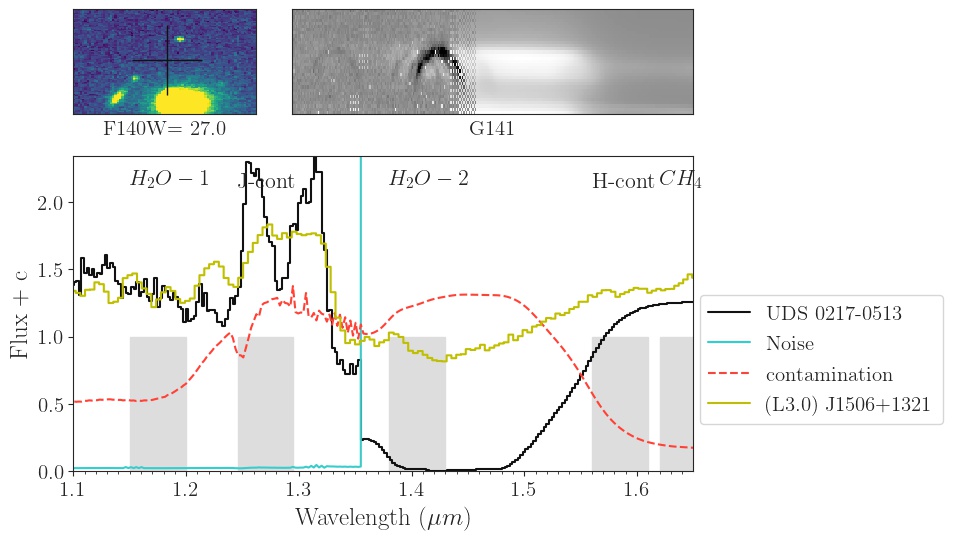 F140W= 27.0
G141
H₂O − 1
J-cont
H₂O − 2
H-cont
CH₄
Flux + c
2.0
1.5
1.0
0.5
0.0
1.1
1.2
1.3
1.4
1.5
1.6
Wavelength (μm)
UDS 0217-0513
Noise
contamination
(L3.0) J1506+1321